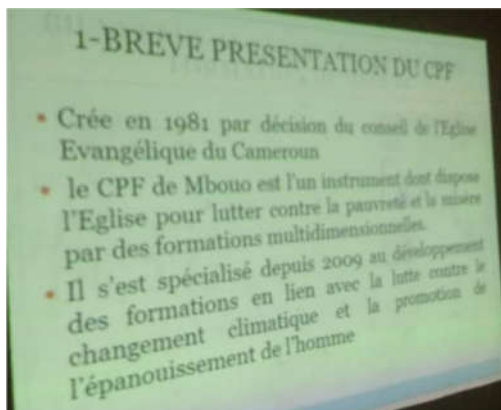 1-BREVE PRESENTATION DU CPF
• Crée en 1981 par décision du conseil de l'Eglise
Evangélique du Cameroun
• le CPF de Mbouo est l'un instrument dont dispose
l'Eglise pour lutter contre la pauvreté et la misère
par des formations multidimensionnelles.
• Il s'est spécialisé depuis 2009 au développement
des formations en lien avec la lutte contre le
changement climatique et la promotion de
l'épanouissement de l'homme